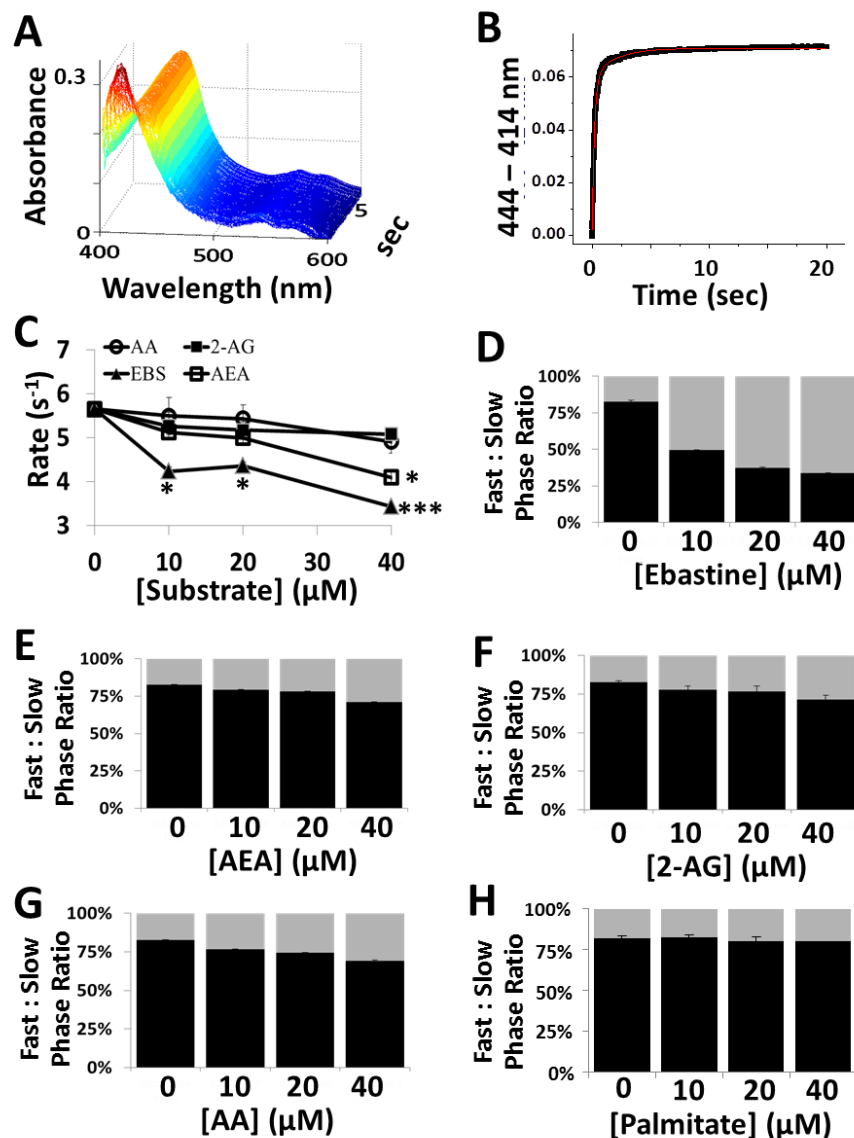 A
Absorbance
0.3
0
400
500
600
5
sec
Wavelength (nm)
B
444 – 414 nm
0.06
0.04
0.02
0.00
0
10
20
Time (sec)
C
AA
2-AG
EBS
AEA
Rate (s⁻¹)
7
6
5
4
3
*
*
*
***
0
10
20
30
40
[Substrate] (µM)
D
Fast : Slow
Phase Ratio
100%
75%
50%
25%
0%
0 10 20 40
[Ebastine] (µM)
E
Fast : Slow
Phase Ratio
100%
75%
50%
25%
0%
0 10 20 40
[AEA] (µM)
F
Fast : Slow
Phase Ratio
100%
75%
50%
25%
0%
0 10 20 40
[2-AG] (µM)
G
Fast : Slow
Phase Ratio
100%
75%
50%
25%
0%
0 10 20 40
[AA] (µM)
H
Fast : Slow
Phase Ratio
100%
75%
50%
25%
0%
0 10 20 40
[Palmitate] (µM)